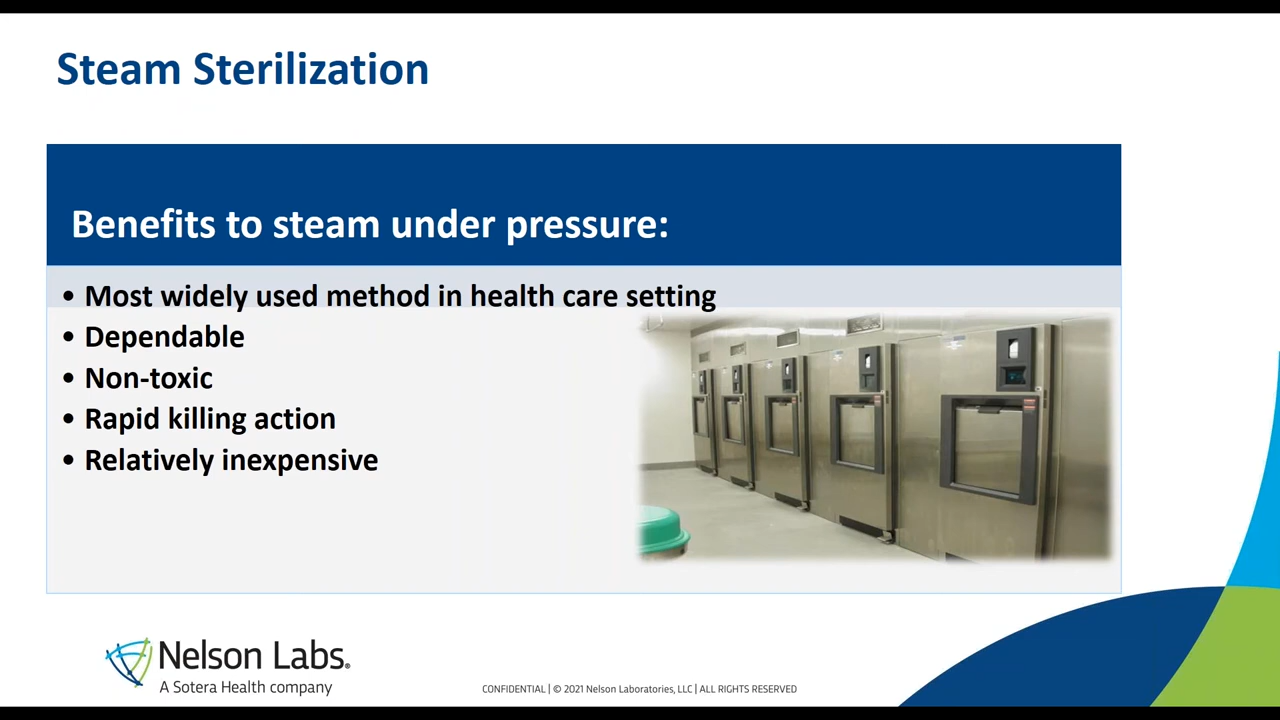 Steam Sterilization
Benefits to steam under pressure:
• Most widely used method in health care setting
• Dependable
• Non-toxic
• Rapid killing action
• Relatively inexpensive
Nelson Labs®
A Sotera Health company
CONFIDENTIAL | © 2021 Nelson Laboratories, LLC | ALL RIGHTS RESERVED